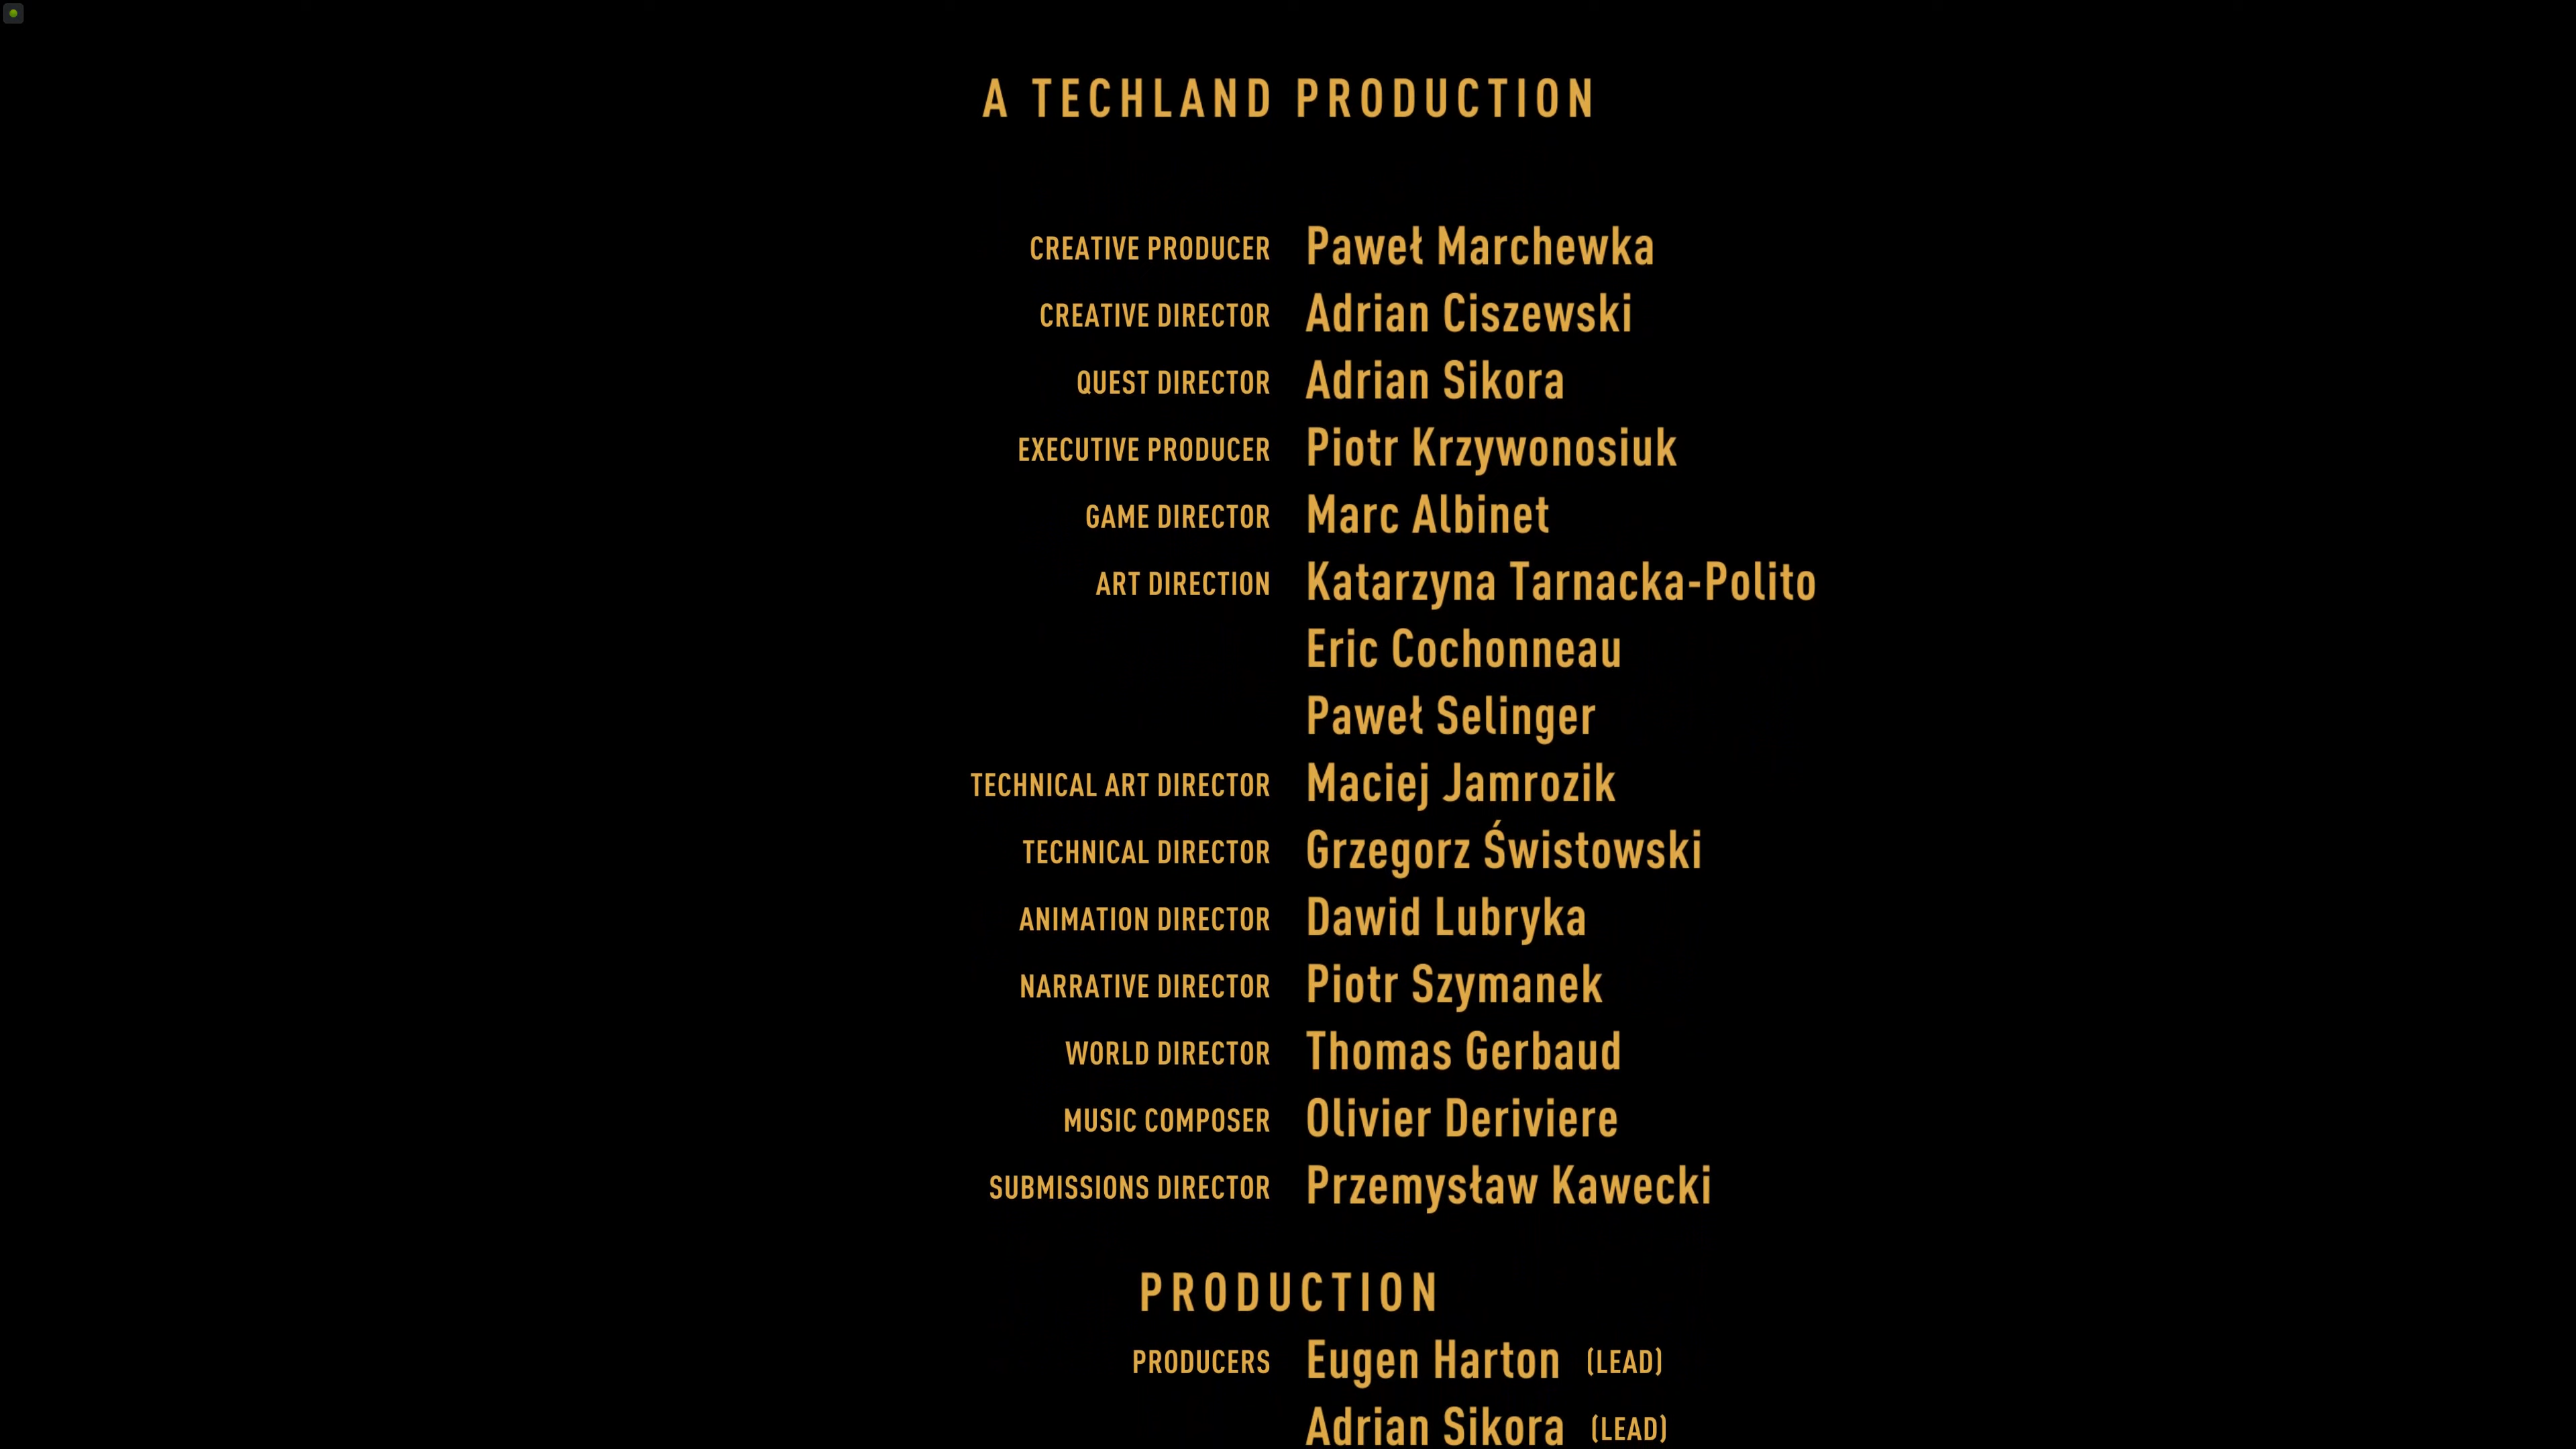 A TECHLAND PRODUCTION
CREATIVE PRODUCER Paweł Marchewka
CREATIVE DIRECTOR Adrian Ciszewski
QUEST DIRECTOR Adrian Sikora
EXECUTIVE PRODUCER Piotr Krzywonosiuk
GAME DIRECTOR Marc Albinet
ART DIRECTION Katarzyna Tarnacka-Polito
Eric Cochonneau
Paweł Selinger
TECHNICAL ART DIRECTOR Maciej Jamrozik
TECHNICAL DIRECTOR Grzegorz Świstowski
ANIMATION DIRECTOR Dawid Lubryka
NARRATIVE DIRECTOR Piotr Szymanek
WORLD DIRECTOR Thomas Gerbaud
MUSIC COMPOSER Olivier Deriviere
SUBMISSIONS DIRECTOR Przemysław Kawecki
PRODUCTION
PRODUCERS Eugen Harton (LEAD)
Adrian Sikora (LEAD)